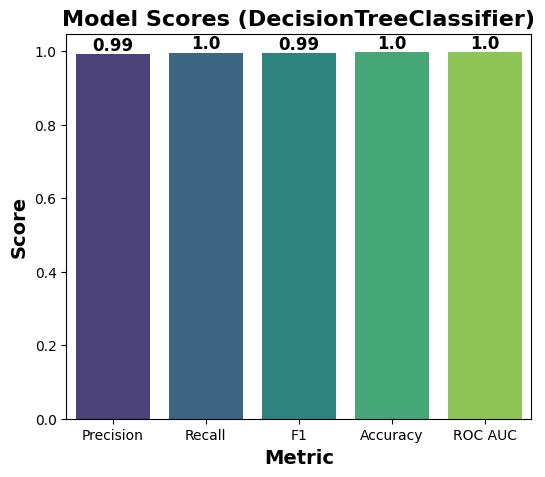 Model Scores (DecisionTreeClassifier)
0.99 1.0 0.99 1.0 1.0
1.0
0.8
0.6
0.4
0.2
0.0
Score
Precision Recall F1 Accuracy ROC AUC
Metric